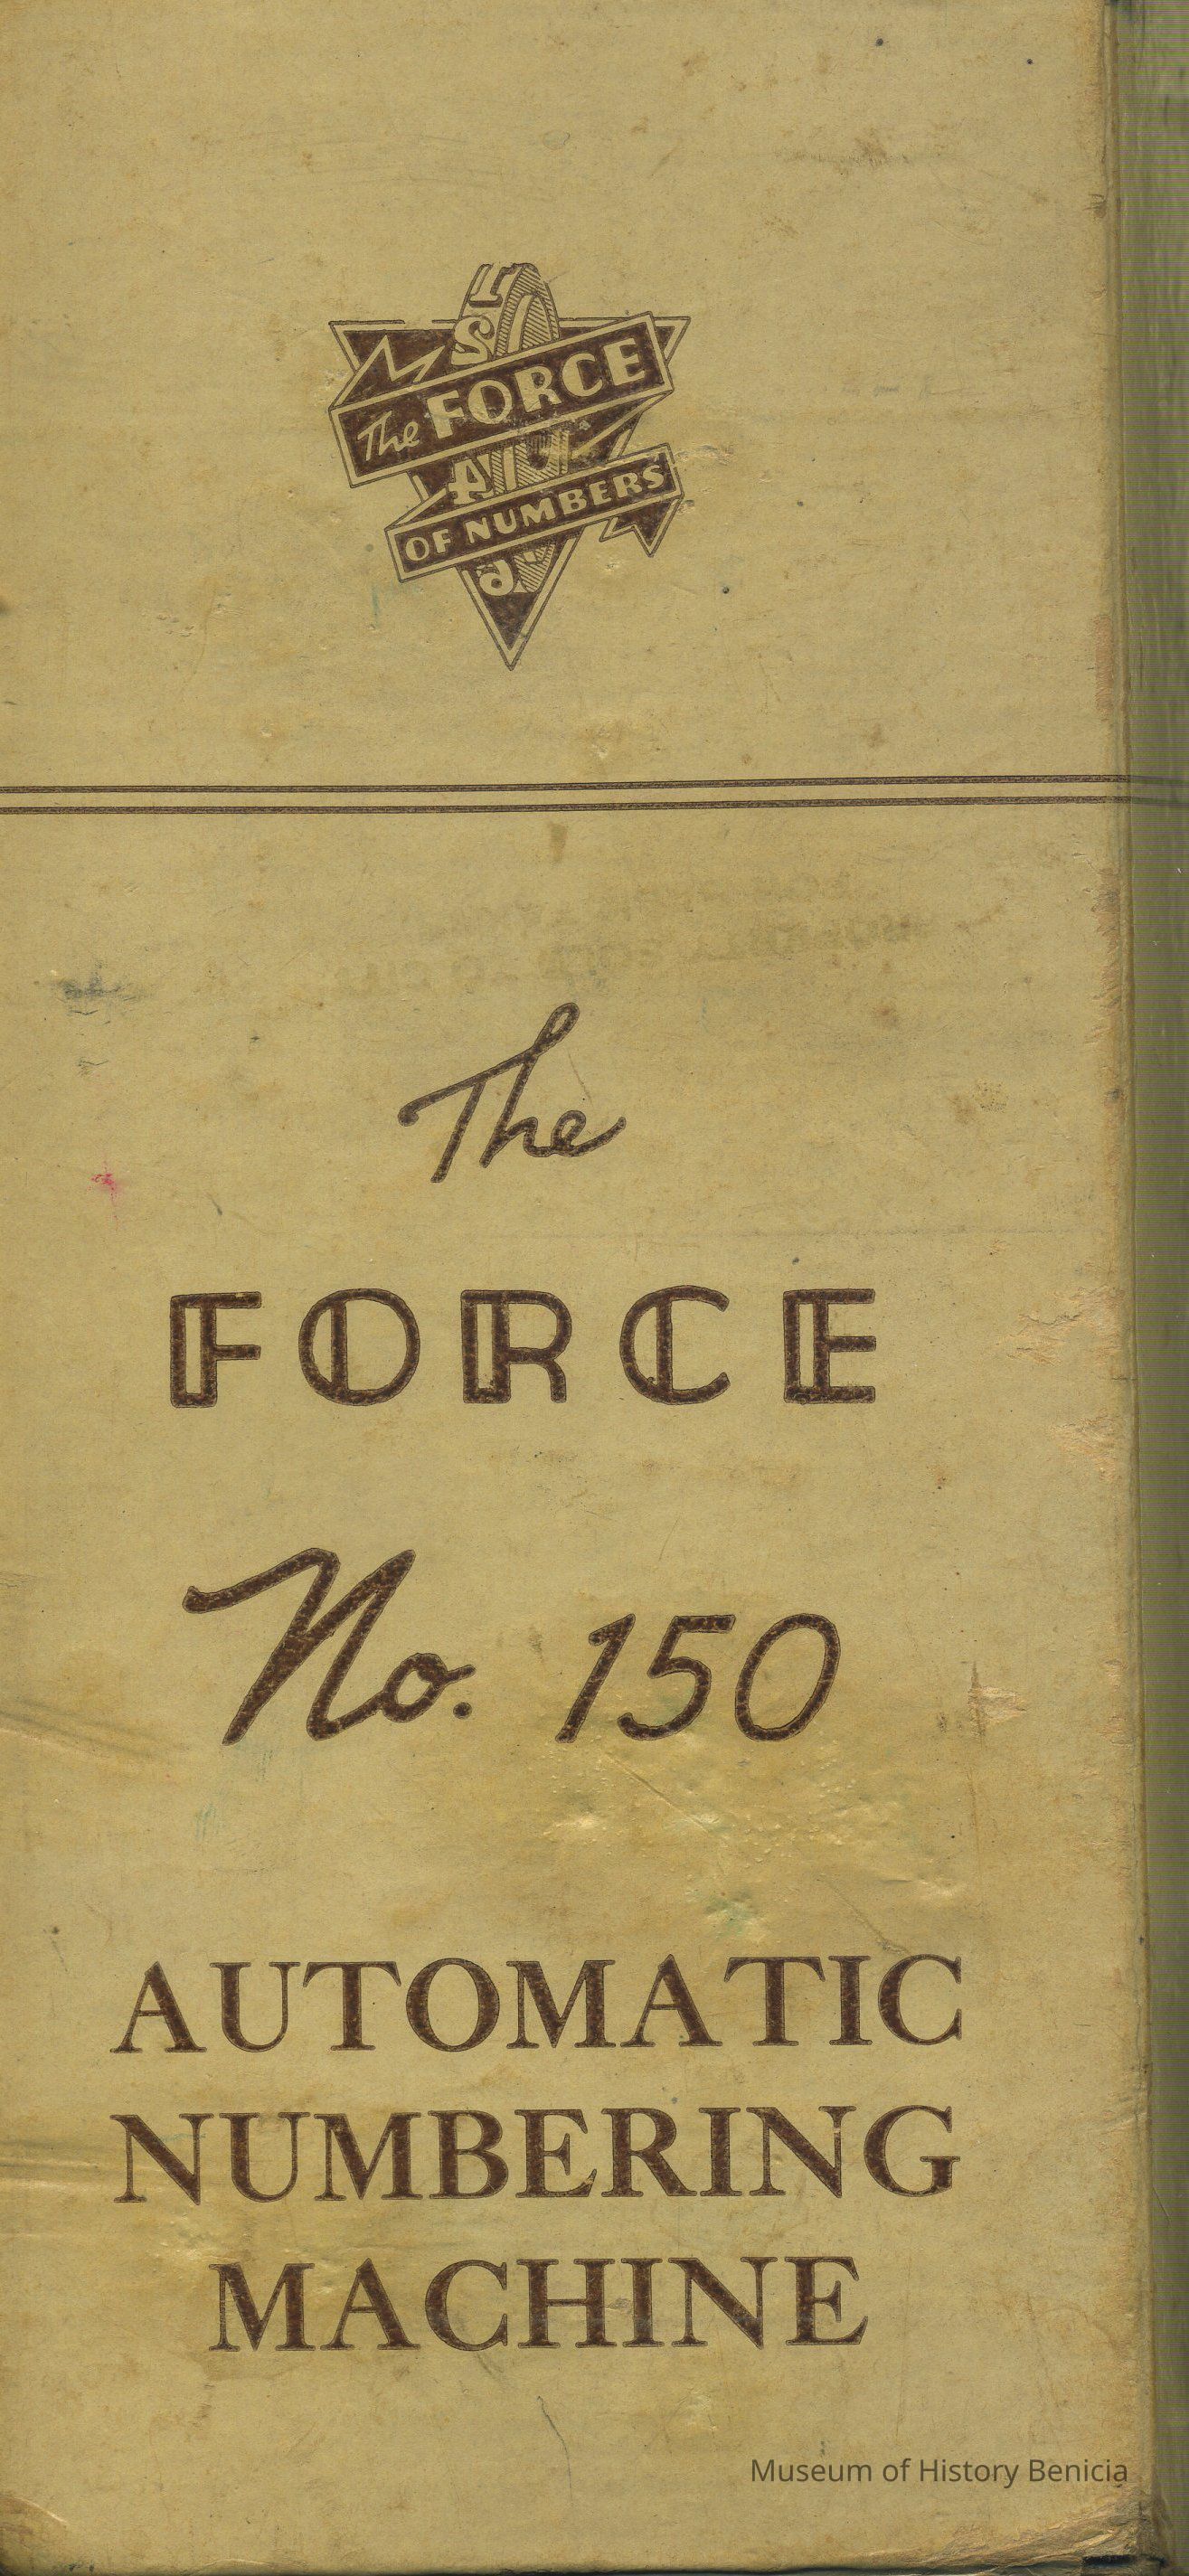 The FORCE
OF NUMBERS
The
FORCE
No. 150
AUTOMATIC
NUMBERING
MACHINE
Museum of History Benicia